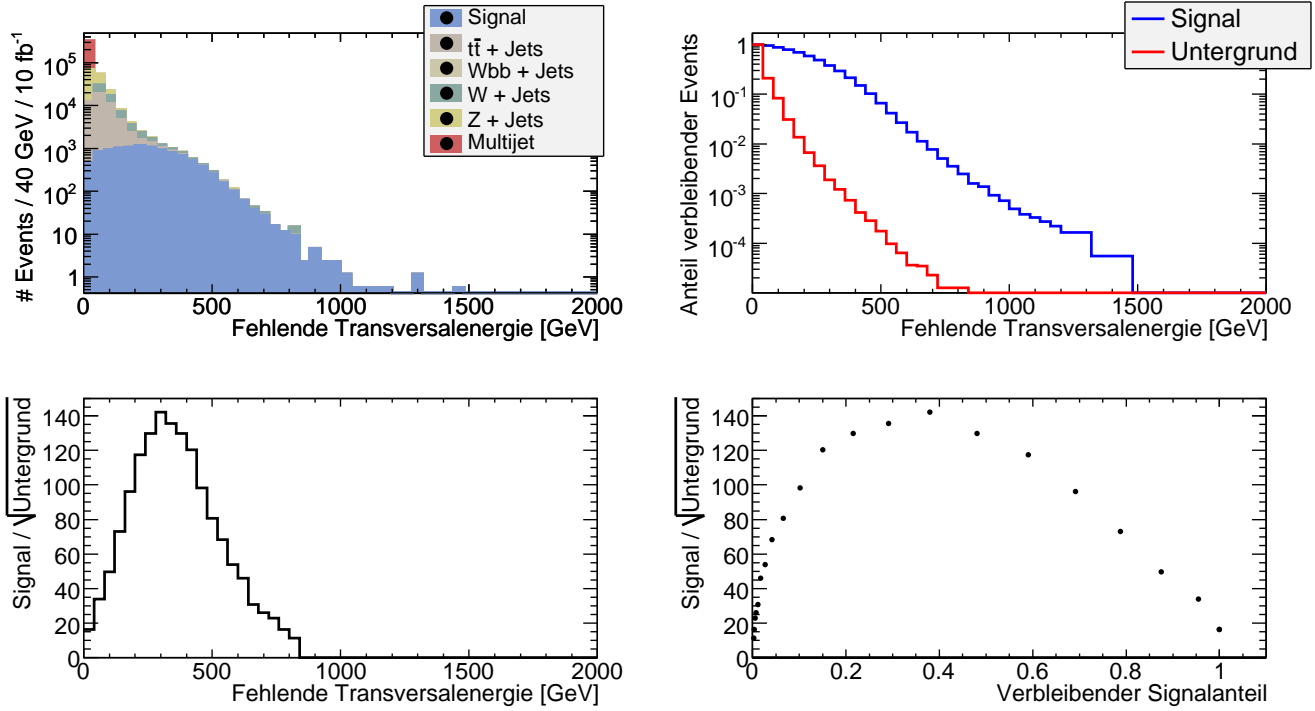 # Events / 40 GeV / 10 fb⁻¹
10⁵
10⁴
10³
10²
10
1
0 500 1000 1500 2000
Fehlende Transversalenergie [GeV]
Signal
tt̄ + Jets
Wbb + Jets
W + Jets
Z + Jets
Multijet
Anteil verbleibender Events
1
10⁻¹
10⁻²
10⁻³
10⁻⁴
0 500 1000 1500 2000
Fehlende Transversalenergie [GeV]
Signal
Untergrund
Signal / √Untergrund
140
120
100
80
60
40
20
0
0 500 1000 1500 2000
Fehlende Transversalenergie [GeV]
Signal / √Untergrund
140
120
100
80
60
40
20
0
0 0.2 0.4 0.6 0.8 1
Verbleibender Signalanteil